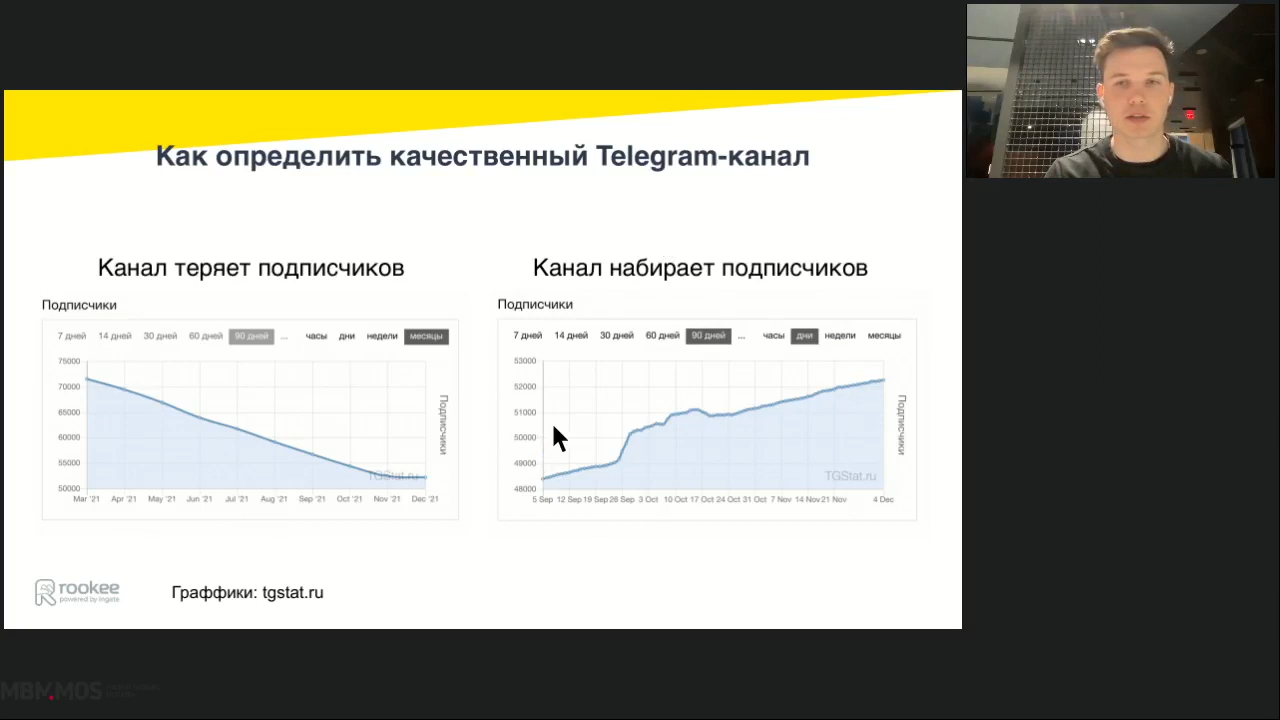 Как определить качественный Telegram-канал
Канал теряет подписчиков
Подписчики
7 дней 14 дней 30 дней 60 дней 90 дней ... часы дни недели месяцы
75000
70000
65000
60000
55000
50000
Mar '21 Apr '21 May '21 Jun '21 Jul '21 Aug '21 Sep '21 Oct '21 Nov '21 Dec '21
Подписчики
TGStat.ru
Канал набирает подписчиков
Подписчики
7 дней 14 дней 30 дней 60 дней 90 дней ... часы дни недели месяцы
53000
52000
51000
50000
49000
48000
5 Sep 12 Sep 19 Sep 26 Sep 3 Oct 10 Oct 17 Oct 24 Oct 31 Oct 7 Nov 14 Nov 21 Nov 4 Dec
Подписчики
TGStat.ru
rookee
powered by ingate
Граффики: tgstat.ru
MBM.MOS